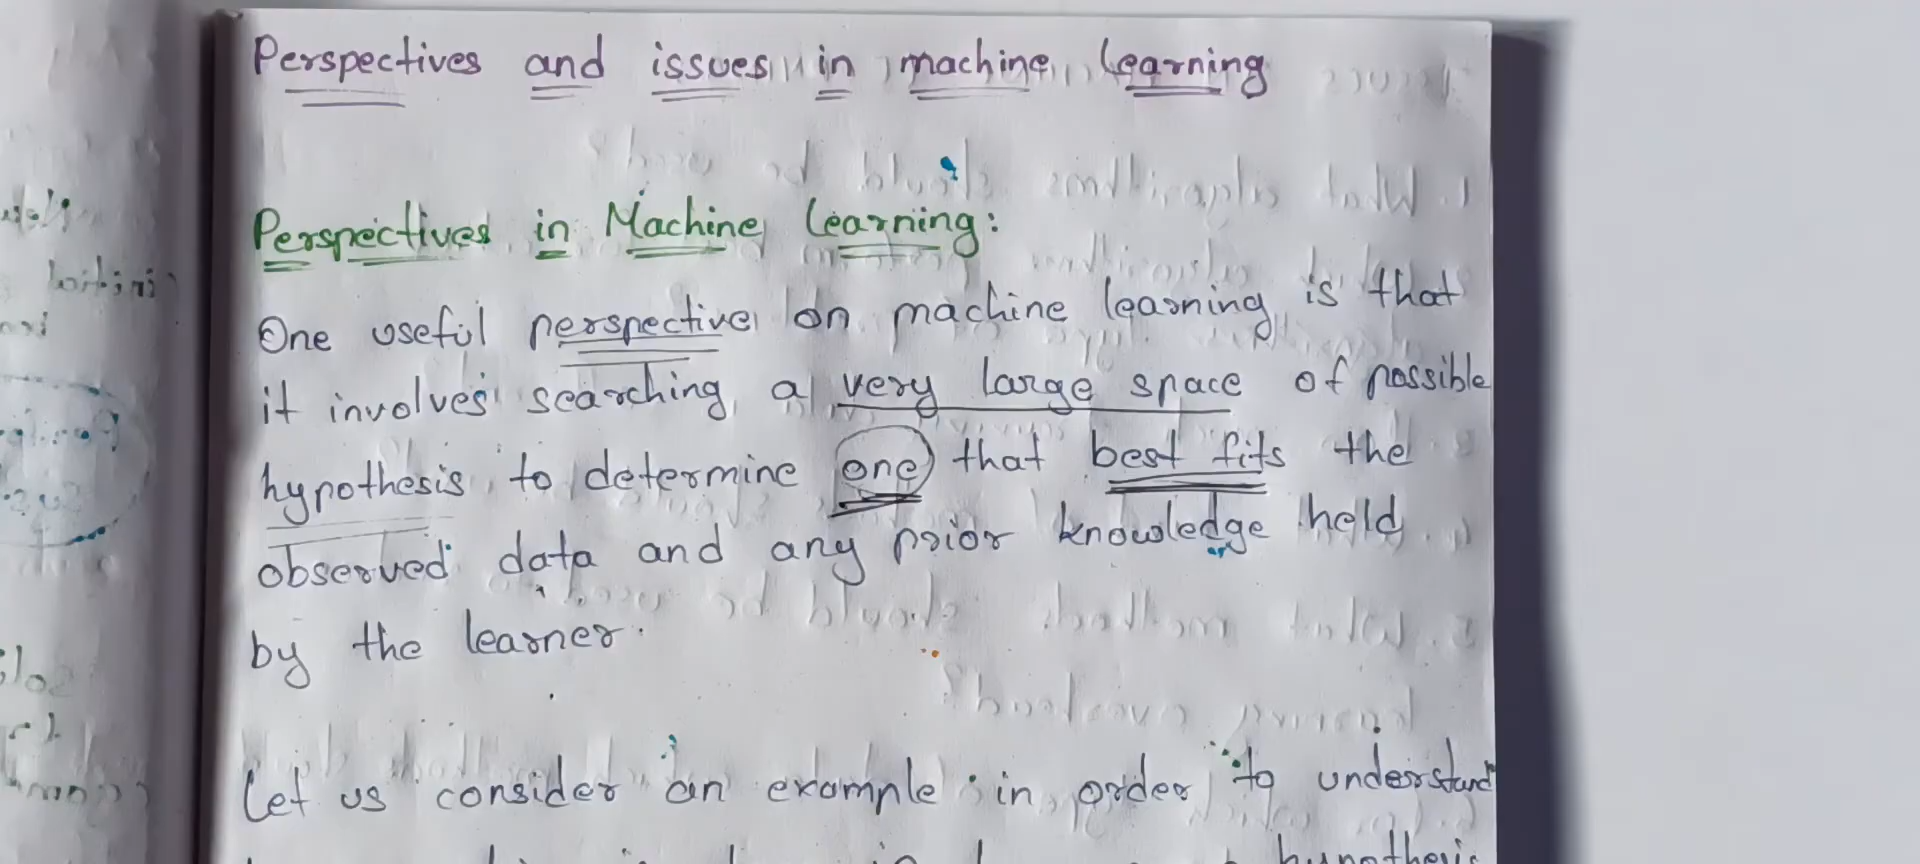 Perspectives and issues in machine learning
Perspectives in Machine Learning:
One useful perspective on machine learning is that
it involves searching a very large space of possible
hypothesis to determine one that best fits the
observed data and any prior knowledge held
by the learner.
Let us consider an example in order to understand
hypothesis